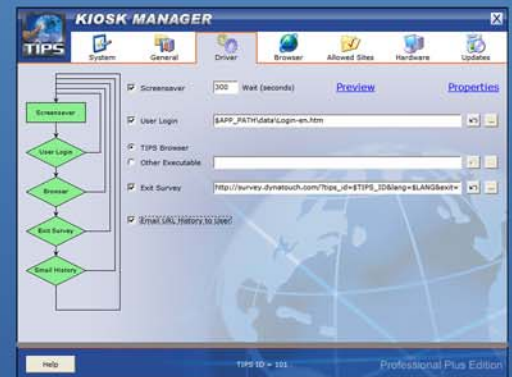 KIOSK MANAGER
TIPS
System General Driver Browser Allowed Sites Hardware Updates
Screensaver 300 Wait (seconds) Preview Properties
User Login $APP_PATH\data\Login-en.htm
TIPS Browser
Other Executable
Exit Survey http://survey.dynatouch.com/?tips_id=$TIPS_ID&lang=$LANG&exit=
Email URL History to User
Screensaver
User Login
Browser
Exit Survey
Email History
Help TIPS ID = 101 Professional Plus Edition